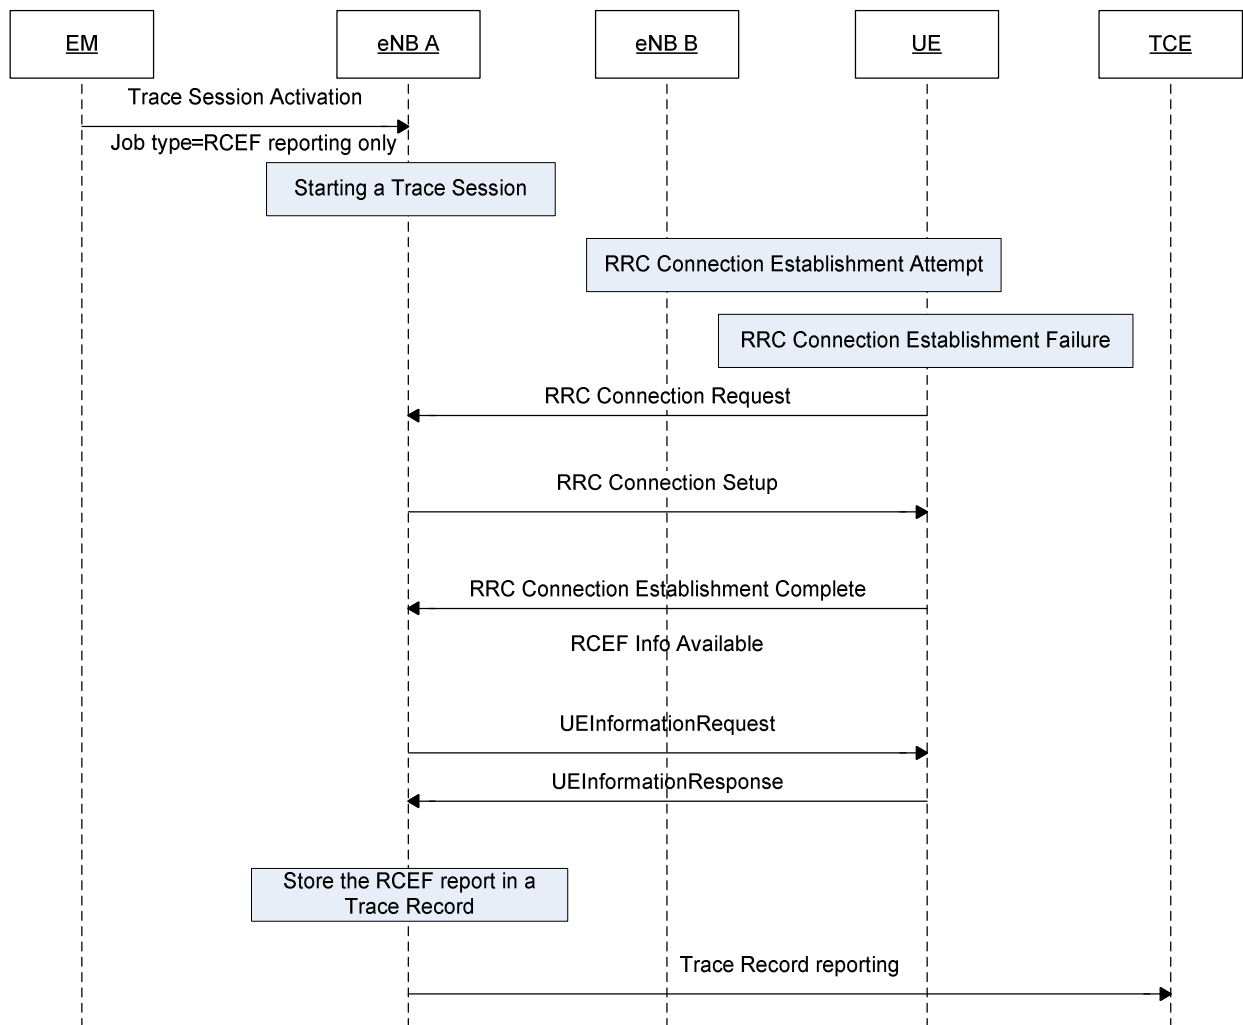 EM
eNB A
eNB B
UE
TCE
Trace Session Activation
Job type=RCEF reporting only
Starting a Trace Session
RRC Connection Establishment Attempt
RRC Connection Establishment Failure
RRC Connection Request
RRC Connection Setup
RRC Connection Establishment Complete
RCEF Info Available
UEInformationRequest
UEInformationResponse
Store the RCEF report in a
Trace Record
Trace Record reporting